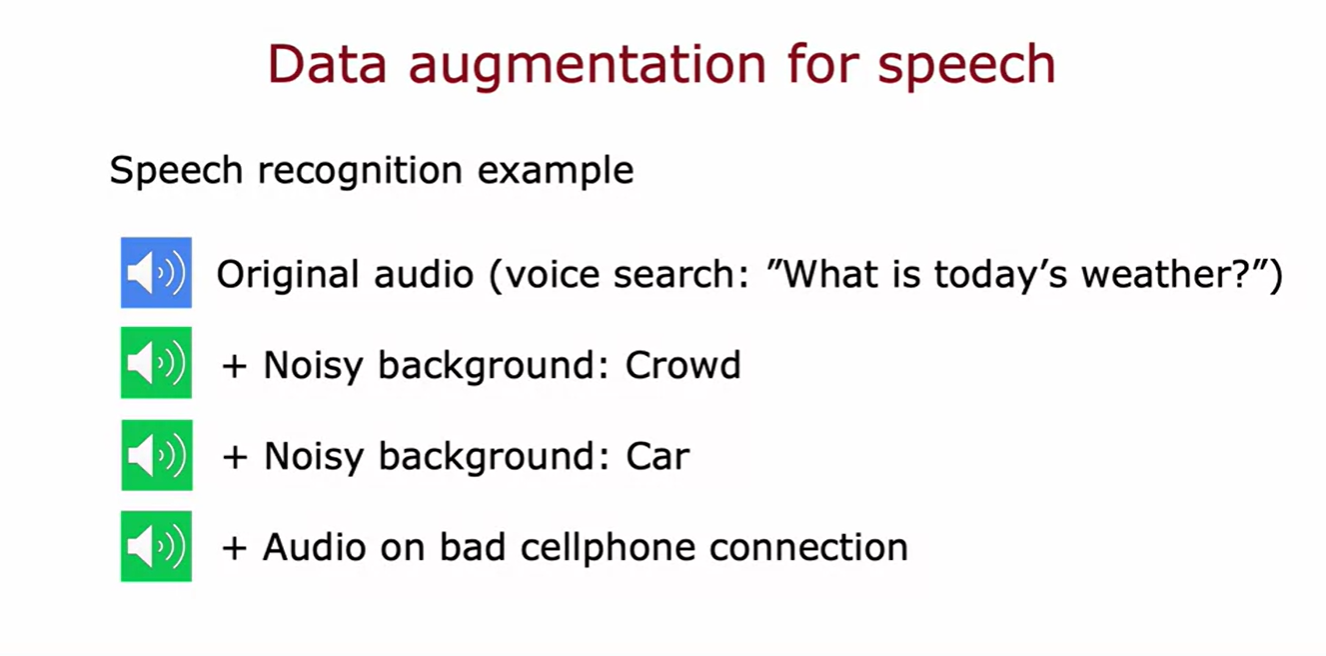 Data augmentation for speech
Speech recognition example
Original audio (voice search: ”What is today’s weather?”)
+ Noisy background: Crowd
+ Noisy background: Car
+ Audio on bad cellphone connection